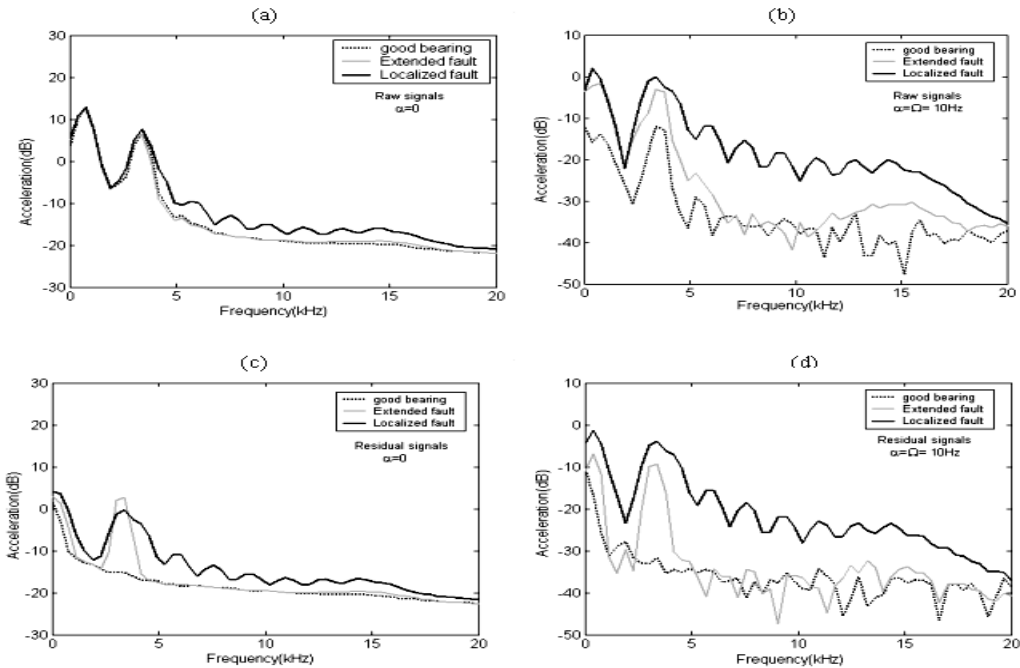 (a)
30
20
10
0
-10
-20
-30
0
5
10
15
20
Acceleration(dB)
Frequency(kHz)
good bearing
Extended fault
Localized fault
Raw signals
α=0
(b)
10
0
-10
-20
-30
-40
-50
0
5
10
15
20
Acceleration(dB)
Frequency(kHz)
good bearing
Extended fault
Localized fault
Raw signals
α=Ω= 10Hz
(c)
30
20
10
0
-10
-20
-30
0
5
10
15
20
Acceleration(dB)
Frequency(kHz)
good bearing
Extended fault
Localized fault
Residual signals
α=0
(d)
10
0
-10
-20
-30
-40
-50
0
5
10
15
20
Acceleration(dB)
Frequency(kHz)
good bearing
Extended fault
Localized fault
Residual signals
α=Ω= 10Hz